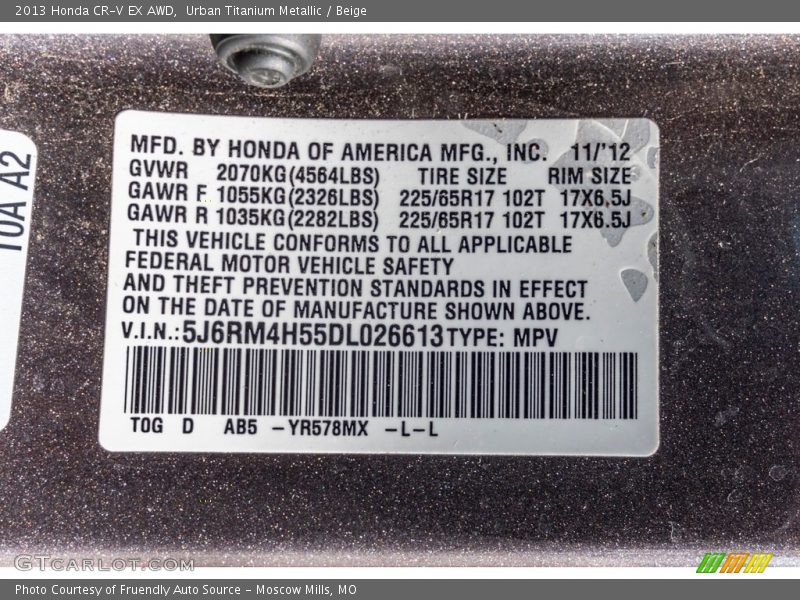 2013 Honda CR-V EX AWD, Urban Titanium Metallic / Beige
10A A2
MFD. BY HONDA OF AMERICA MFG., INC. 11/'12
GVWR 2070KG(4564LBS) TIRE SIZE RIM SIZE
GAWR F 1055KG(2326LBS) 225/65R17 102T 17X6.5J
GAWR R 1035KG(2282LBS) 225/65R17 102T 17X6.5J
THIS VEHICLE CONFORMS TO ALL APPLICABLE
FEDERAL MOTOR VEHICLE SAFETY
AND THEFT PREVENTION STANDARDS IN EFFECT
ON THE DATE OF MANUFACTURE SHOWN ABOVE.
V.I.N.:5J6RM4H55DL026613 TYPE: MPV
TOG D AB5 -YR578MX -L-L
GTCARLOT.COM
Photo Courtesy of Fruendly Auto Source - Moscow Mills, MO